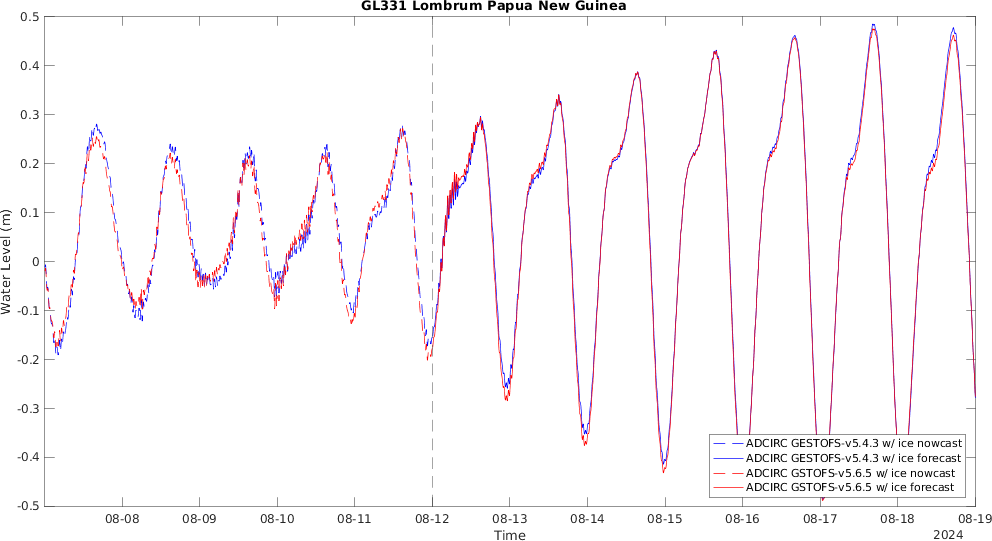 GL331 Lombrum Papua New Guinea
0.5
0.4
0.3
0.2
0.1
0
-0.1
-0.2
-0.3
-0.4
-0.5
Water Level (m)
ADCIRC GESTOFS-v5.4.3 w/ ice nowcast
ADCIRC GESTOFS-v5.4.3 w/ ice forecast
ADCIRC GSTOFS-v5.6.5 w/ ice nowcast
ADCIRC GSTOFS-v5.6.5 w/ ice forecast
08-08 08-09 08-10 08-11 08-12 08-13 08-14 08-15 08-16 08-17 08-18 08-19
Time
2024